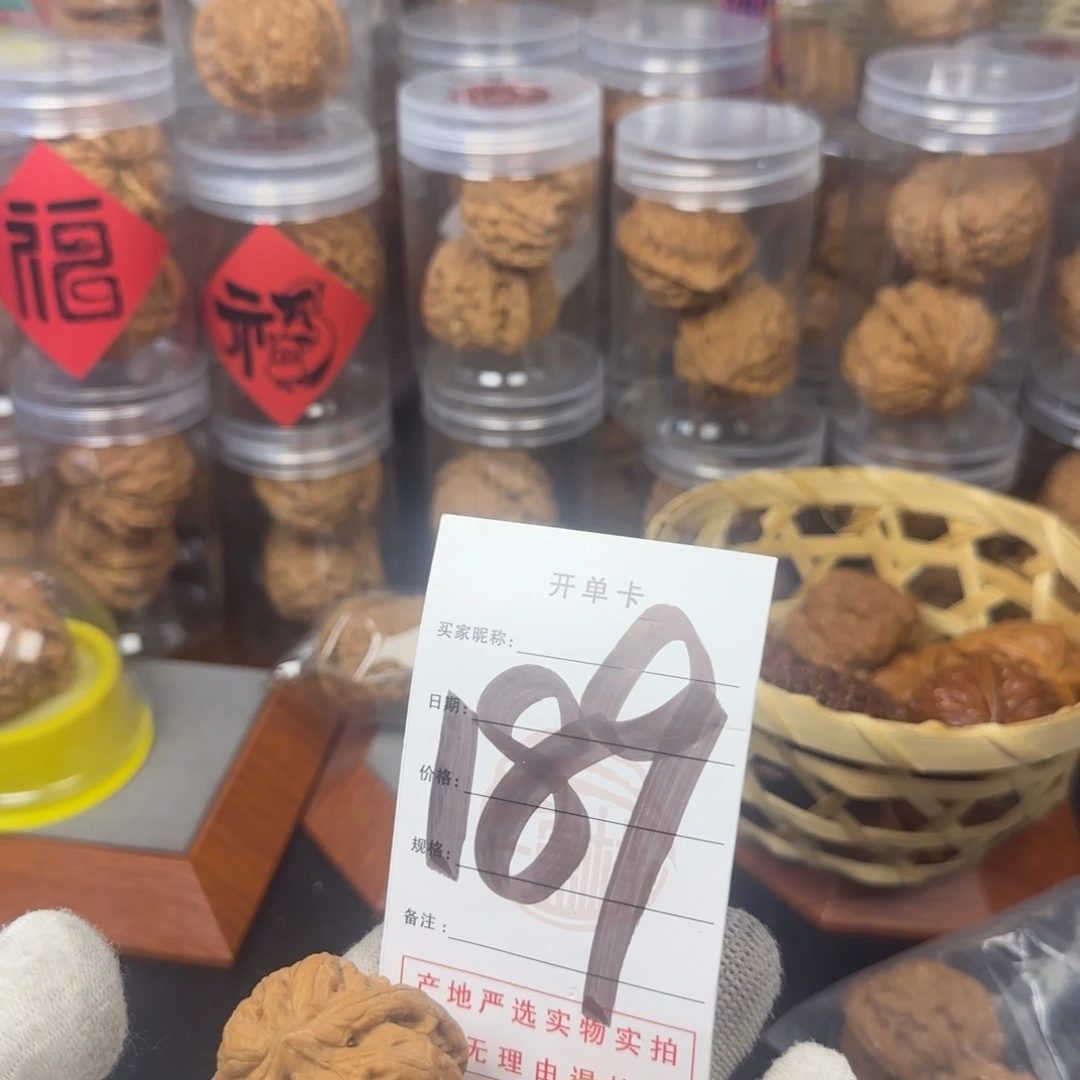 福
福
开单卡
买家昵称:
日期:
价格:
规格:
备注:
189
产地严选实物实拍
无理由退